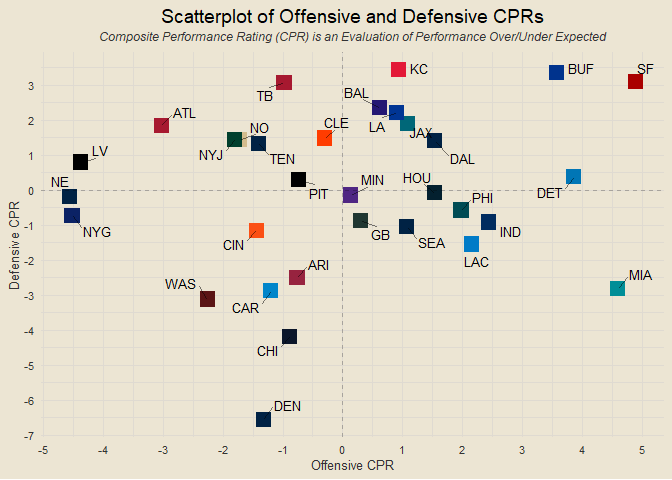 Scatterplot of Offensive and Defensive CPRs
Composite Performance Rating (CPR) is an Evaluation of Performance Over/Under Expected
KC
BUF
SF
3
TB
BAL
ATL
LA
2
CLE
JAX
NO
NYJ
TEN
DAL
LV
1
NE
MIN
HOU
DET
0
PIT
PHI
NYG
GB
SEA
IND
-1
CIN
LAC
-2
ARI
MIA
WAS
CAR
-3
CHI
-4
-5
DEN
-6
-7
Defensive CPR
-5 -4 -3 -2 -1 0 1 2 3 4 5
Offensive CPR